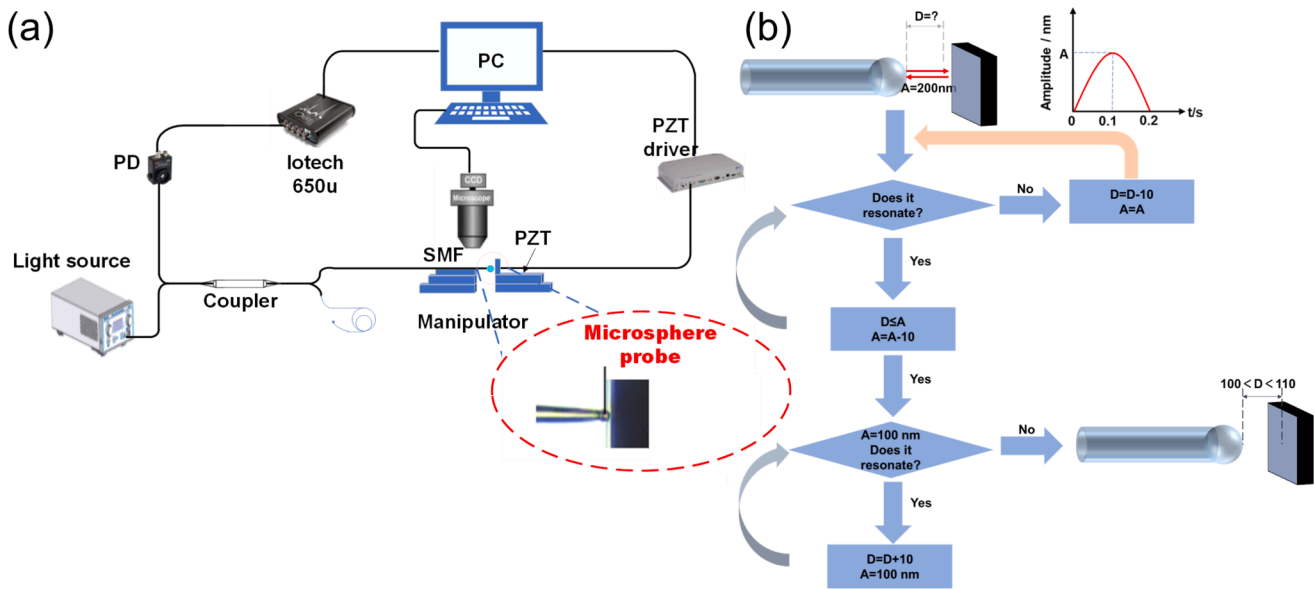 (a)
PC
PD
Iotech
650u
PZT
driver
CCD
Microscope
SMF
PZT
Light source
Coupler
Manipulator
Microsphere
probe
(b)
D=?
A=200nm
Amplitude / nm
A
0
0.1
0.2
t/s
Does it
resonate?
No
D=D-10
A=A
Yes
D≤A
A=A-10
Yes
A=100 nm
Does it
resonate?
No
100<D<110
Yes
D=D+10
A=100 nm